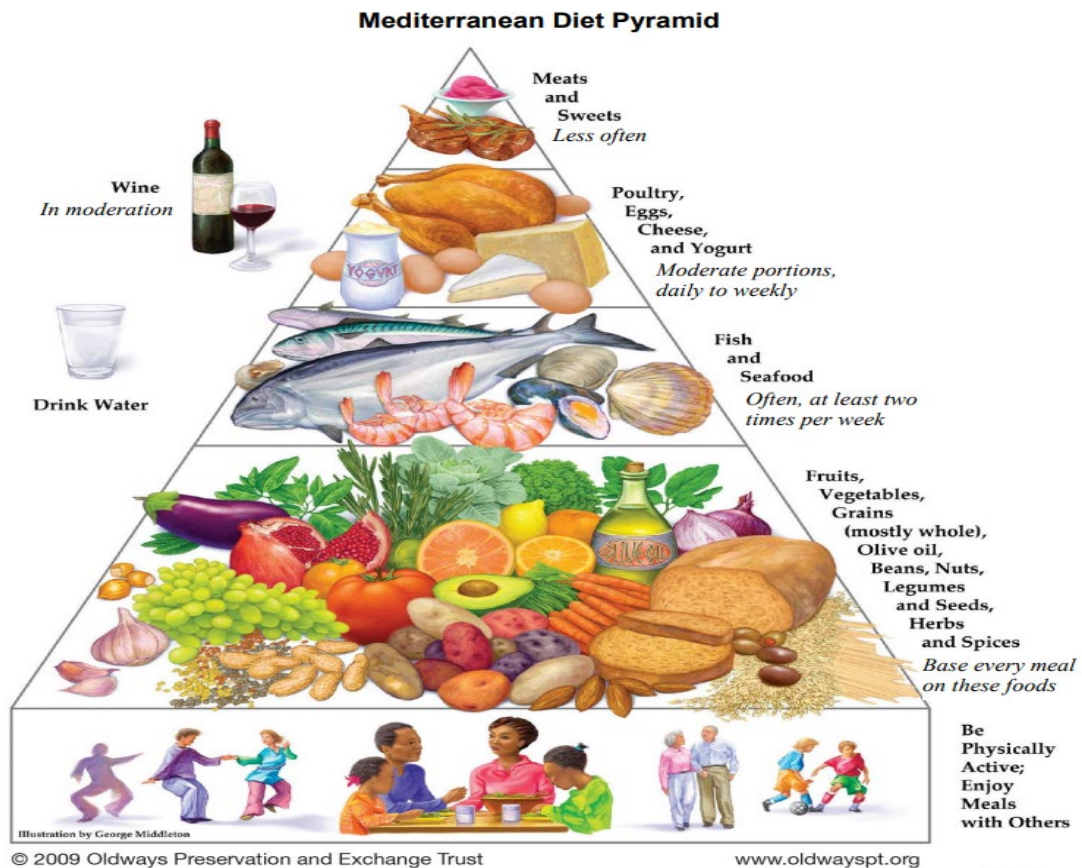 Mediterranean Diet Pyramid
Meats
and
Sweets
Less often
Wine
In moderation
Poultry,
Eggs,
Cheese,
and Yogurt
Moderate portions,
daily to weekly
YOGURT
Drink Water
Fish
and
Seafood
Often, at least two
times per week
Fruits,
Vegetables,
Grains
(mostly whole),
Olive oil,
Beans, Nuts,
Legumes
and Seeds,
Herbs
and Spices
Base every meal
on these foods
OLIVE OIL
Be
Physically
Active;
Enjoy
Meals
with Others
Illustration by George Middleton
© 2009 Oldways Preservation and Exchange Trust
www.oldwayspt.org